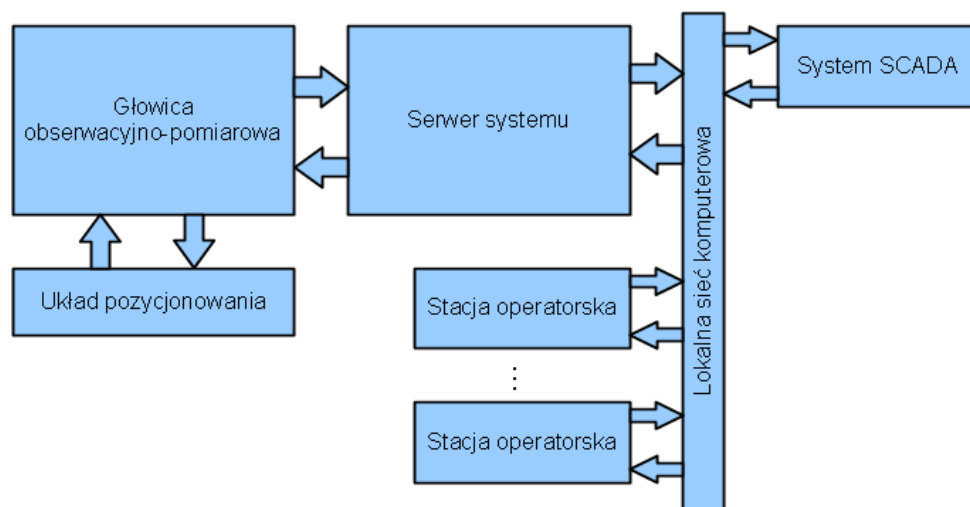 Głowica
obserwacyjno-pomiarowa
Serwer systemu
System SCADA
Lokalna sieć komputerowa
Układ pozycjonowania
Stacja operatorska
⋮
Stacja operatorska